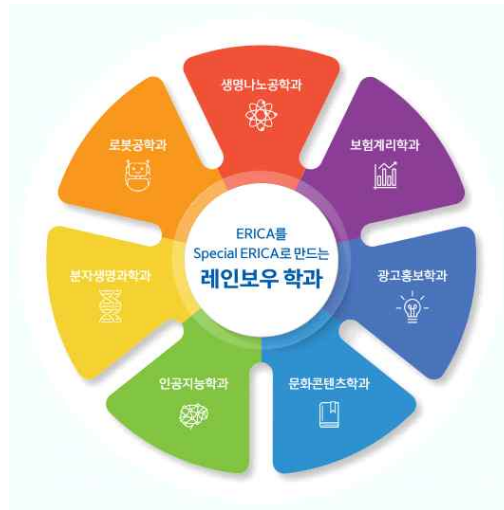 생명나노공학과
로봇공학과
보험계리학과
ERICA를
Special ERICA로 만드는
레인보우 학과
분자생명과학과
광고홍보학과
인공지능학과
문화콘텐츠학과